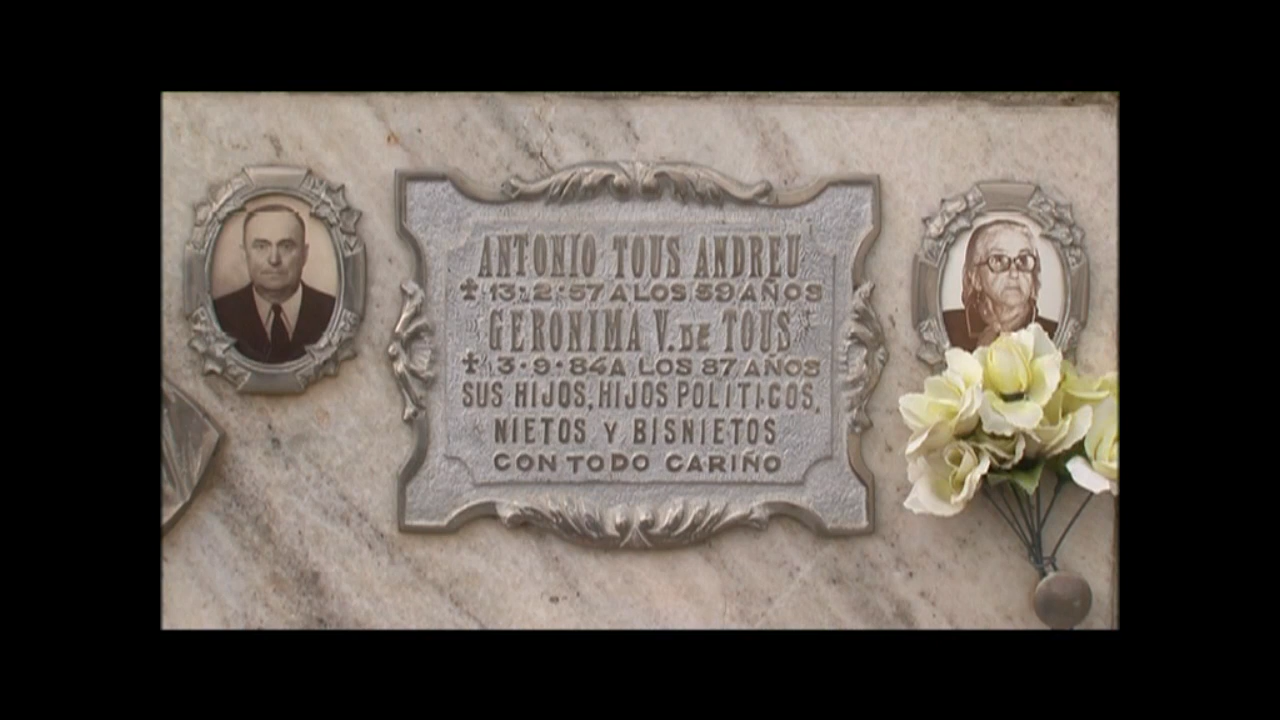 ANTONIO TOUS ANDREU
✝ 13·2·57 A LOS 59 AÑOS
GERONIMA V. DE TOUS
✝ 3·9·84 A LOS 87 AÑOS
SUS HIJOS, HIJOS POLITICOS,
NIETOS Y BISNIETOS
CON TODO CARIÑO